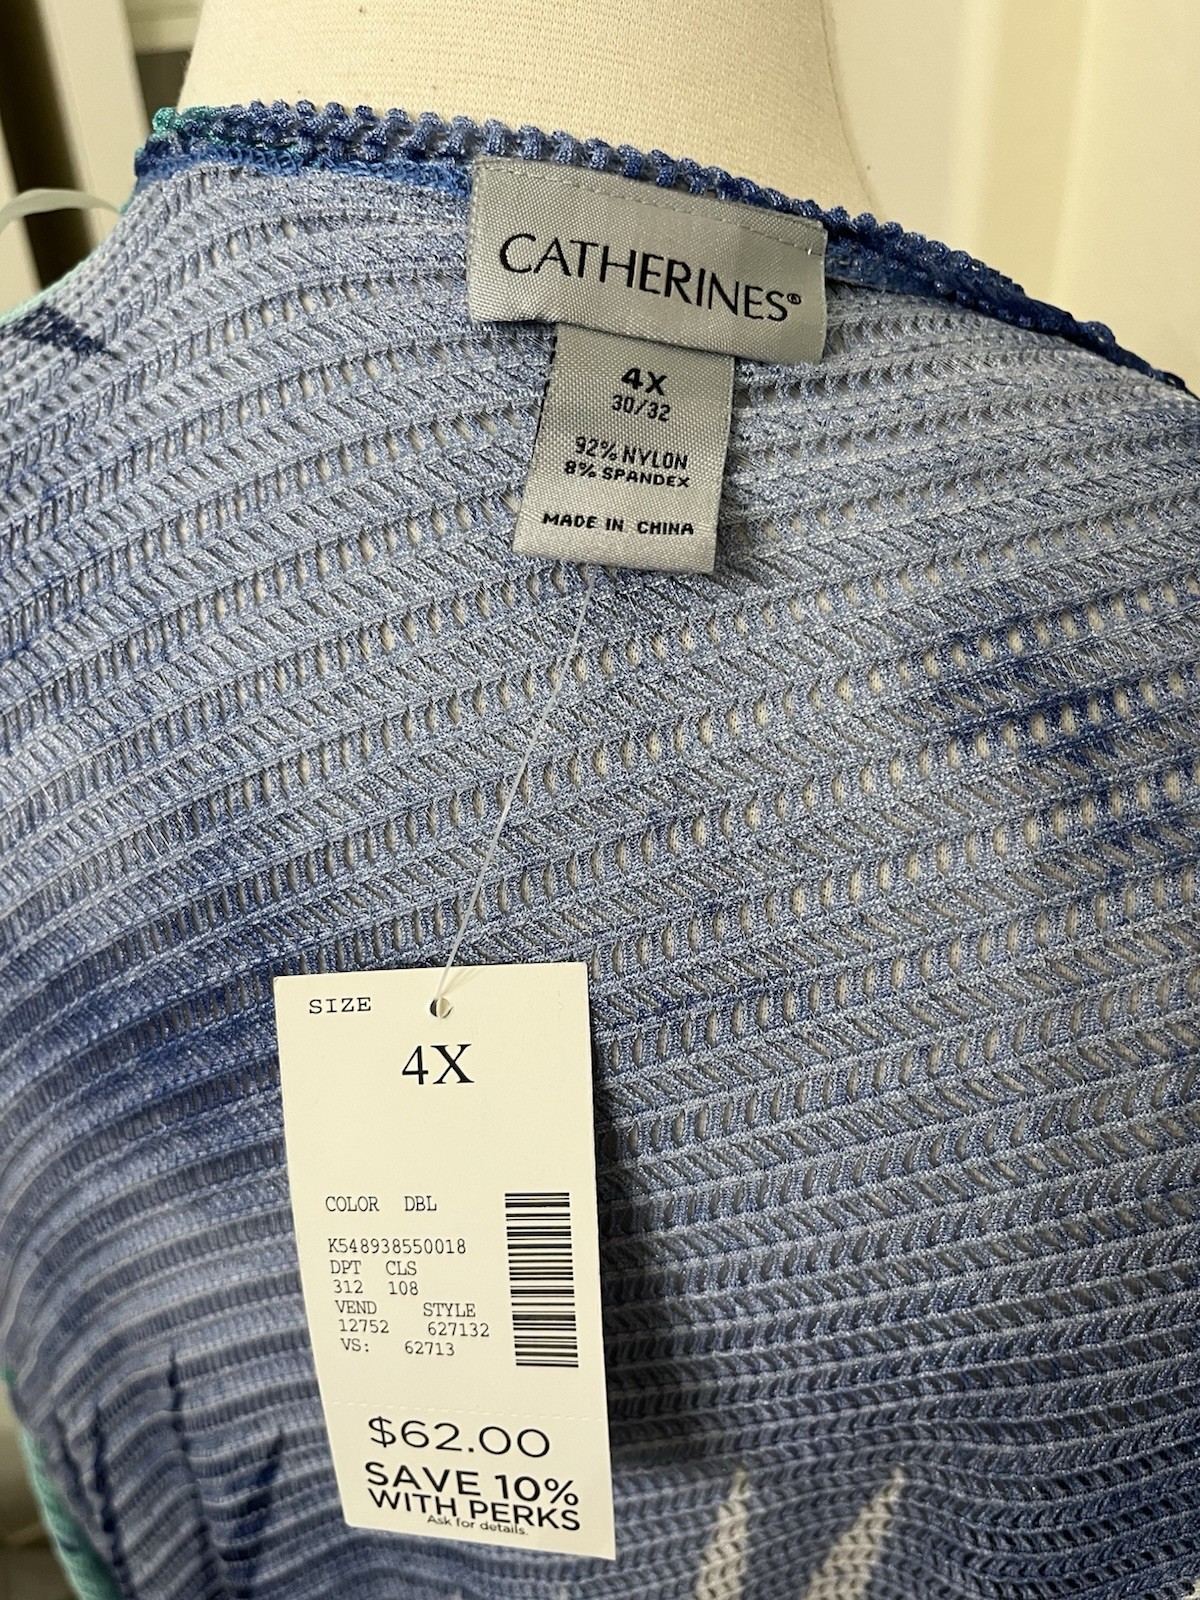 CATHERINES®
4X
30/32
92% NYLON
8% SPANDEX
MADE IN CHINA
SIZE
4X
COLOR DBL
K548938550018
DPT CLS
312 108
VEND STYLE
12752 627132
VS: 62713
$62.00
SAVE 10%
WITH PERKS
Ask for details.